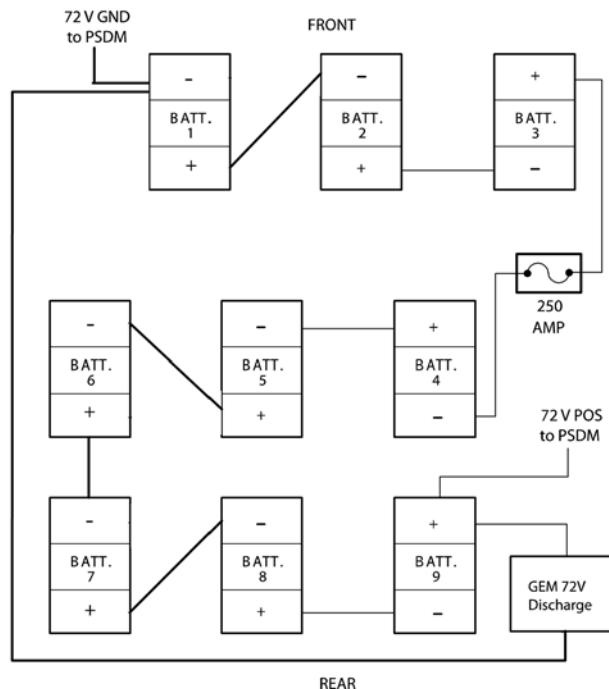 72 V GND
to PSDM
FRONT
-
BATT.
1
+
-
BATT.
2
+
+
BATT.
3
-
250
AMP
-
BATT.
6
+
-
BATT.
5
+
+
BATT.
4
-
72 V POS
to PSDM
-
BATT.
7
+
-
BATT.
8
+
+
BATT.
9
-
GEM 72V
Discharge
REAR